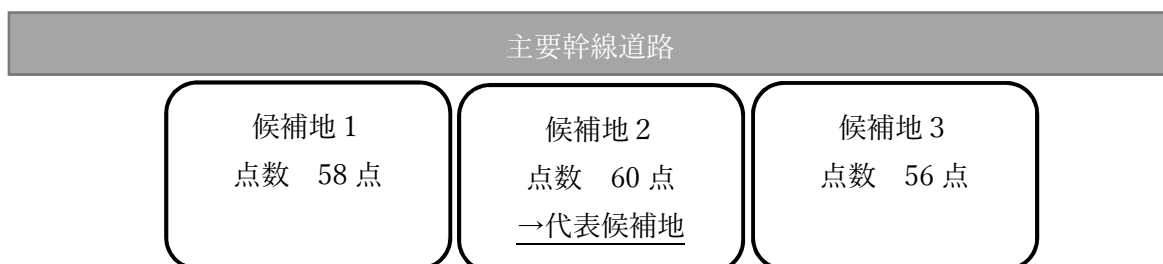 主要幹線道路
候補地１
点数　58 点
候補地２
点数　60 点
→代表候補地
候補地３
点数　56 点